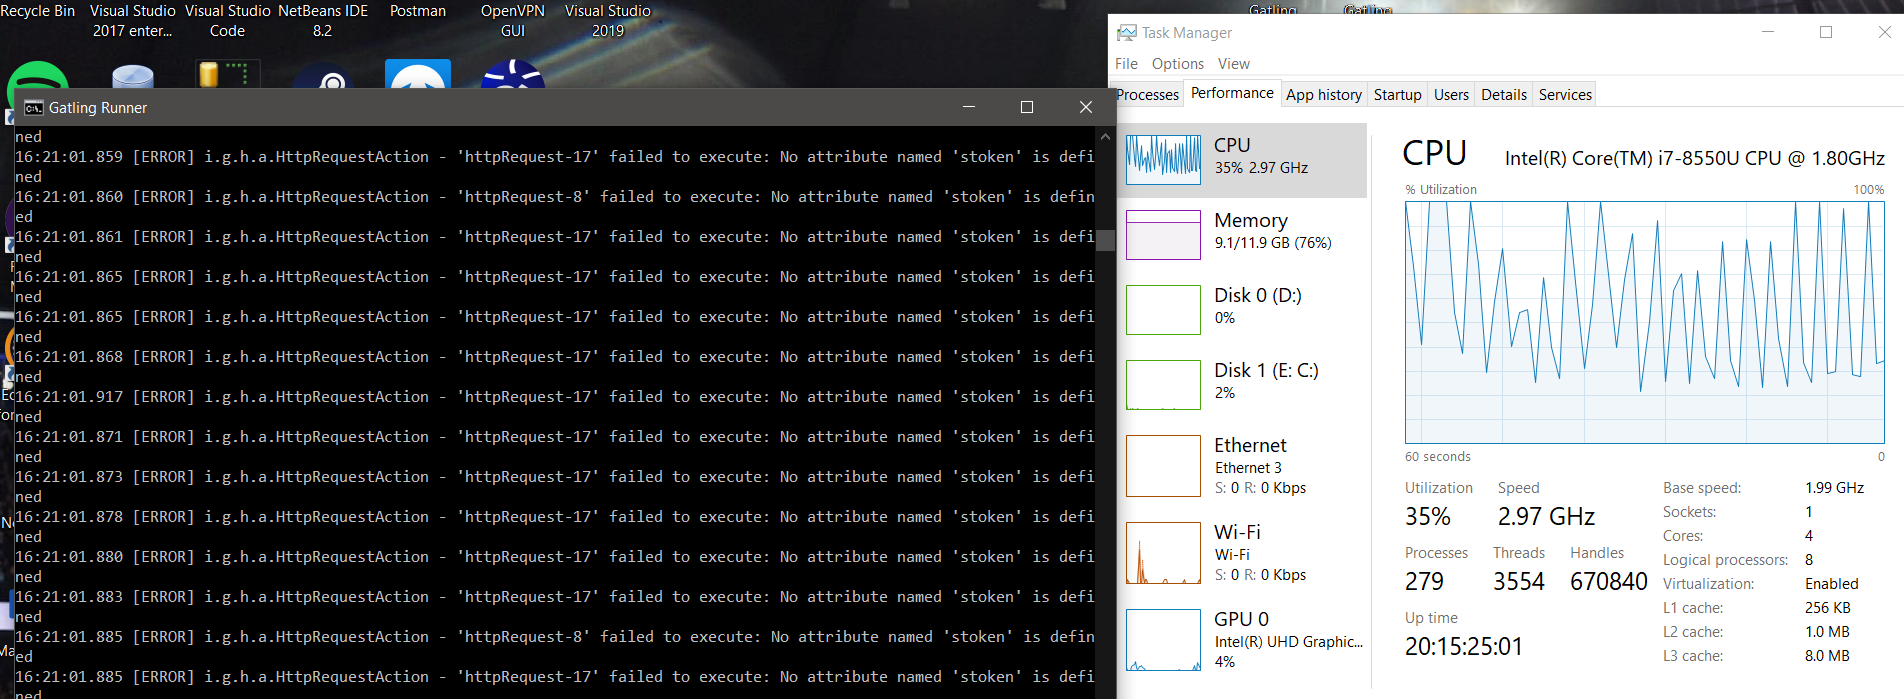 Recycle Bin
Visual Studio
2017 enter...
Visual Studio
Code
NetBeans IDE
8.2
Postman
OpenVPN
GUI
Visual Studio
2019
Gatling
Gatling
Gatling Runner
ned
16:21:01.859 [ERROR] i.g.h.a.HttpRequestAction - 'httpRequest-17' failed to execute: No attribute named 'stoken' is defi
ned
16:21:01.860 [ERROR] i.g.h.a.HttpRequestAction - 'httpRequest-8' failed to execute: No attribute named 'stoken' is defin
ed
16:21:01.861 [ERROR] i.g.h.a.HttpRequestAction - 'httpRequest-17' failed to execute: No attribute named 'stoken' is defi
ned
16:21:01.865 [ERROR] i.g.h.a.HttpRequestAction - 'httpRequest-17' failed to execute: No attribute named 'stoken' is defi
ned
16:21:01.865 [ERROR] i.g.h.a.HttpRequestAction - 'httpRequest-17' failed to execute: No attribute named 'stoken' is defi
ned
16:21:01.868 [ERROR] i.g.h.a.HttpRequestAction - 'httpRequest-17' failed to execute: No attribute named 'stoken' is defi
ned
16:21:01.917 [ERROR] i.g.h.a.HttpRequestAction - 'httpRequest-17' failed to execute: No attribute named 'stoken' is defi
ned
16:21:01.871 [ERROR] i.g.h.a.HttpRequestAction - 'httpRequest-17' failed to execute: No attribute named 'stoken' is defi
ned
16:21:01.873 [ERROR] i.g.h.a.HttpRequestAction - 'httpRequest-17' failed to execute: No attribute named 'stoken' is defi
ned
16:21:01.878 [ERROR] i.g.h.a.HttpRequestAction - 'httpRequest-17' failed to execute: No attribute named 'stoken' is defi
ned
16:21:01.880 [ERROR] i.g.h.a.HttpRequestAction - 'httpRequest-17' failed to execute: No attribute named 'stoken' is defi
ned
16:21:01.883 [ERROR] i.g.h.a.HttpRequestAction - 'httpRequest-17' failed to execute: No attribute named 'stoken' is defi
ned
16:21:01.885 [ERROR] i.g.h.a.HttpRequestAction - 'httpRequest-8' failed to execute: No attribute named 'stoken' is defin
ed
16:21:01.885 [ERROR] i.g.h.a.HttpRequestAction - 'httpRequest-17' failed to execute: No attribute named 'stoken' is defi
ned
Task Manager
File Options View
Processes Performance App history Startup Users Details Services
CPU
35% 2.97 GHz
Memory
9.1/11.9 GB (76%)
Disk 0 (D:)
0%
Disk 1 (E: C:)
2%
Ethernet
Ethernet 3
S: 0 R: 0 Kbps
Wi-Fi
Wi-Fi
S: 0 R: 0 Kbps
GPU 0
Intel(R) UHD Graphic...
4%
CPU Intel(R) Core(TM) i7-8550U CPU @ 1.80GHz
% Utilization 100%
60 seconds 0
Utilization Speed
35% 2.97 GHz
Processes Threads Handles
279 3554 670840
Up time
20:15:25:01
Base speed: 1.99 GHz
Sockets: 1
Cores: 4
Logical processors: 8
Virtualization: Enabled
L1 cache: 256 KB
L2 cache: 1.0 MB
L3 cache: 8.0 MB